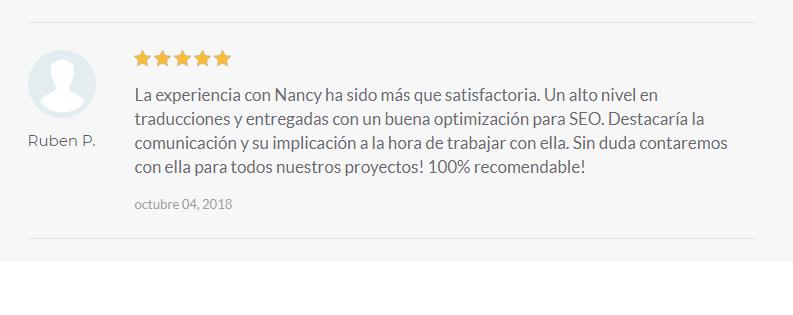 La experiencia con Nancy ha sido más que satisfactoria. Un alto nivel en
traducciones y entregadas con un buena optimización para SEO. Destacaría la
comunicación y su implicación a la hora de trabajar con ella. Sin duda contaremos
con ella para todos nuestros proyectos! 100% recomendable!
Ruben P.
octubre 04, 2018